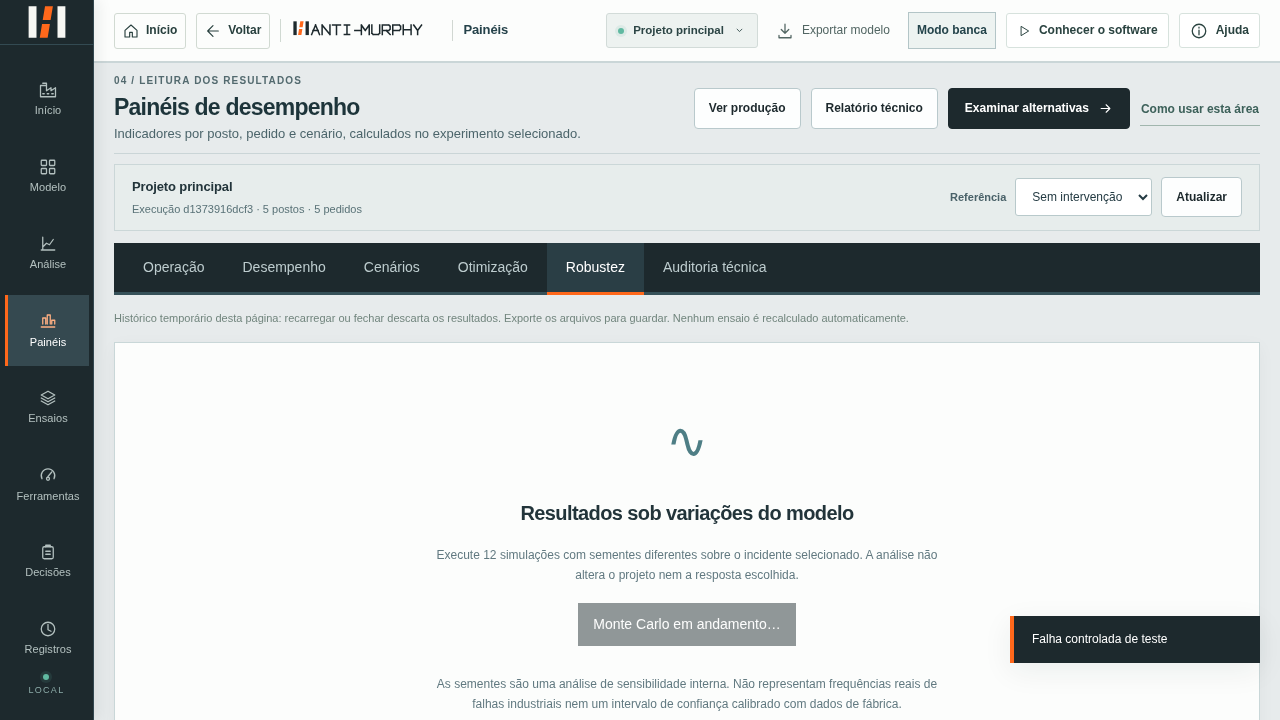 Início
Voltar
ANTI-MURPHY
Painéis
Projeto principal
Exportar modelo
Modo banca
Conhecer o software
Ajuda
Início
Modelo
Análise
Painéis
Ensaios
Ferramentas
Decisões
Registros
LOCAL
04 / LEITURA DOS RESULTADOS
Painéis de desempenho
Indicadores por posto, pedido e cenário, calculados no experimento selecionado.
Ver produção
Relatório técnico
Examinar alternativas
Como usar esta área
Projeto principal
Execução d1373916dcf3 · 5 postos · 5 pedidos
Referência
Sem intervenção
Atualizar
Operação
Desempenho
Cenários
Otimização
Robustez
Auditoria técnica
Histórico temporário desta página: recarregar ou fechar descarta os resultados. Exporte os arquivos para guardar. Nenhum ensaio é recalculado automaticamente.
Resultados sob variações do modelo
Execute 12 simulações com sementes diferentes sobre o incidente selecionado. A análise não
altera o projeto nem a resposta escolhida.
Monte Carlo em andamento…
As sementes são uma análise de sensibilidade interna. Não representam frequências reais de
falhas industriais nem um intervalo de confiança calibrado com dados de fábrica.
Falha controlada de teste